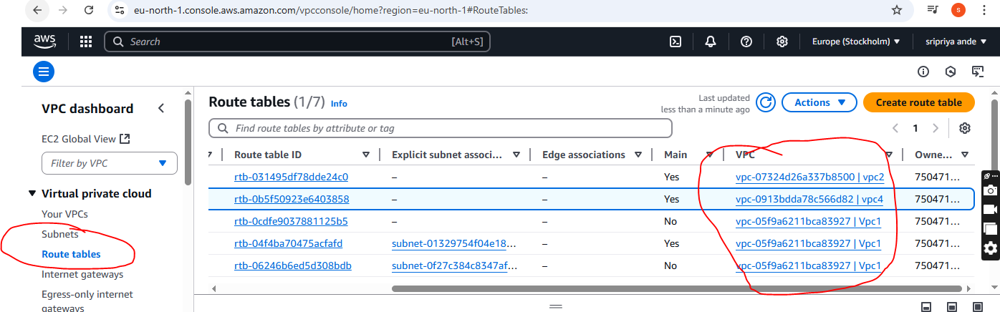 eu-north-1.console.aws.amazon.com/vpcconsole/home?region=eu-north-1#RouteTables:
s
aws
Search [Alt+S]
Europe (Stockholm)
sripriya ande
VPC dashboard
EC2 Global View
Filter by VPC
Virtual private cloud
Your VPCs
Subnets
Route tables
Internet gateways
Egress-only internet
gateways
Route tables (1/7) Info
Last updated
less than a minute ago
Actions
Create route table
Find route tables by attribute or tag
1
Route table ID Explicit subnet associ... Edge associations Main VPC Owne...
rtb-031495df78dde24c0 – – Yes vpc-07324d26a337b8500 | vpc2 750471...
rtb-0b5f50923e6403858 – – Yes vpc-0913bdda78c566d82 | vpc4 750471...
rtb-0cdfe9037881125b5 – – No vpc-05f9a6211bca83927 | Vpc1 750471...
rtb-04f4ba70475acfafd subnet-01329754f04e18... – Yes vpc-05f9a6211bca83927 | Vpc1 750471...
rtb-06246b6ed5d308bdb subnet-0f27c384c8347af... – No vpc-05f9a6211bca83927 | Vpc1 750471...